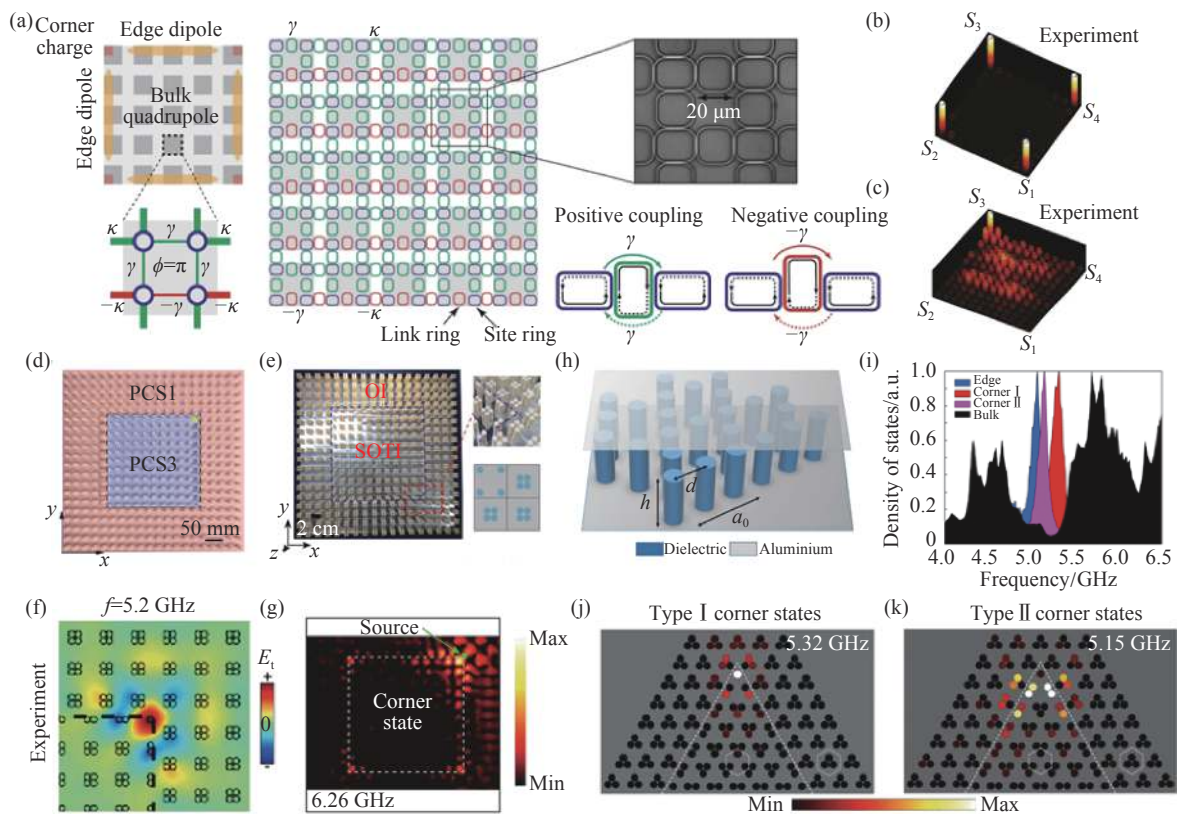 (a)
Corner
charge
Edge dipole
Edge dipole
Bulk
quadrupole
κ
γ
κ
γ
ϕ=π
γ
−κ
−γ
−κ
γ
κ
−γ
−κ
Link ring
Site ring
20 μm
Positive coupling
γ
γ
Negative coupling
−γ
−γ
(b)
Experiment
S3
S4
S2
S1
(c)
Experiment
S3
S4
S2
S1
(d)
PCS1
PCS3
50 mm
y
x
(e)
OI
SOTI
2 cm
y
z
x
(h)
h
d
a0
Dielectric
Aluminium
(i)
Density of states/a.u.
1.0
0.8
0.6
0.4
0.2
0
Edge
Corner Ⅰ
Corner Ⅱ
Bulk
4.0 4.5 5.0 5.5 6.0 6.5
Frequency/GHz
(f)
f=5.2 GHz
Experiment
Et
+
0
-
(g)
Source
Corner
state
6.26 GHz
Max
Min
(j)
Type Ⅰ corner states
5.32 GHz
(k)
Type Ⅱ corner states
5.15 GHz
Min
Max